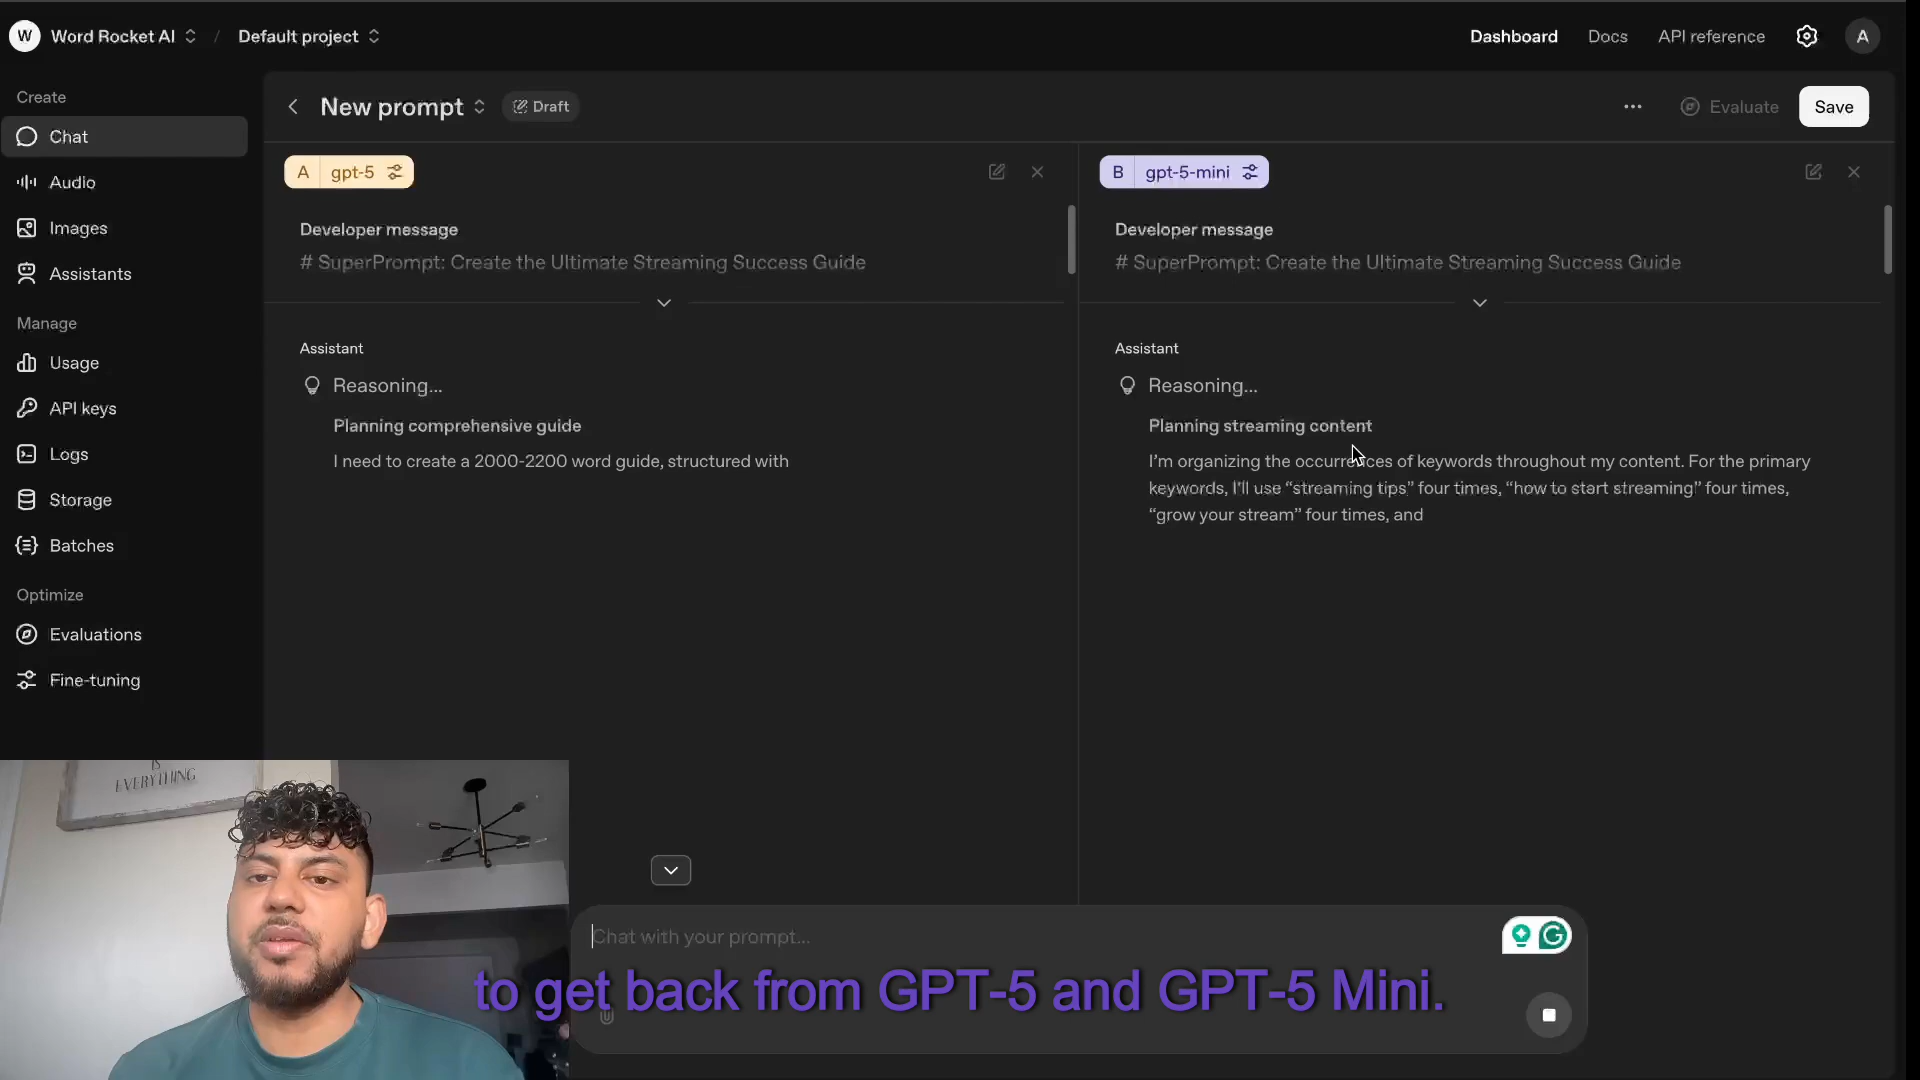 W Word Rocket AI / Default project
Dashboard Docs API reference A
Create
Chat
Audio
Images
Assistants
Manage
Usage
API keys
Logs
Storage
Batches
Optimize
Evaluations
Fine-tuning
New prompt Draft
... Evaluate Save
A gpt-5
Developer message
# SuperPrompt: Create the Ultimate Streaming Success Guide
Assistant
Reasoning...
Planning comprehensive guide
I need to create a 2000-2200 word guide, structured with
B gpt-5-mini
Developer message
# SuperPrompt: Create the Ultimate Streaming Success Guide
Assistant
Reasoning...
Planning streaming content
I’m organizing the occurrences of keywords throughout my content. For the primary
keywords, I’ll use “streaming tips” four times, “how to start streaming” four times,
“grow your stream” four times, and
IS
EVERYTHING
Chat with your prompt...
G
to get back from GPT-5 and GPT-5 Mini.